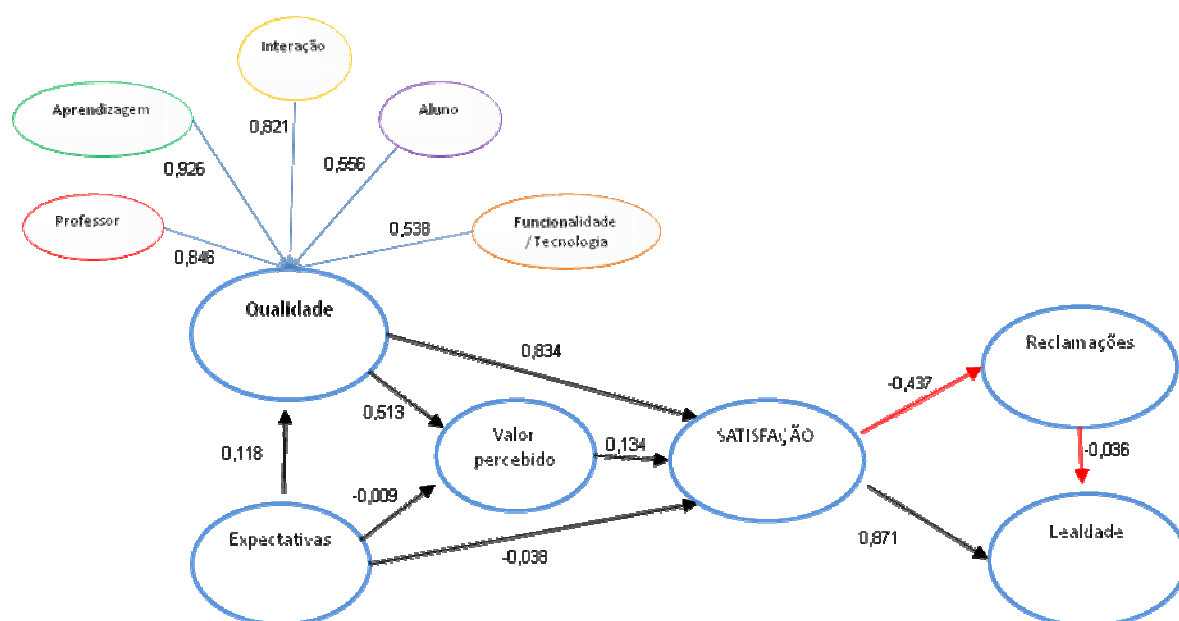 Interação
Aprendizagem
Aluno
0,821
0,926
0,556
Professor
Funcionalidade
/Tecnologia
0,538
0,846
Qualidade
0,834
Reclamações
-0,437
0,513
Valor
percebido
0,134
SATISFAÇÃO
0,118
-0,036
-0,009
Expectativas
-0,038
0,871
Lealdade